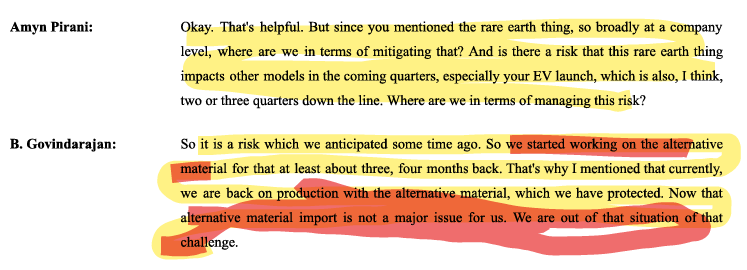 Amyn Pirani: Okay. That's helpful. But since you mentioned the rare earth thing, so broadly at a company
level, where are we in terms of mitigating that? And is there a risk that this rare earth thing
impacts other models in the coming quarters, especially your EV launch, which is also, I think,
two or three quarters down the line. Where are we in terms of managing this risk?
B. Govindarajan: So it is a risk which we anticipated some time ago. So we started working on the alternative
material for that at least about three, four months back. That's why I mentioned that currently,
we are back on production with the alternative material, which we have protected. Now that
alternative material import is not a major issue for us. We are out of that situation of that
challenge.